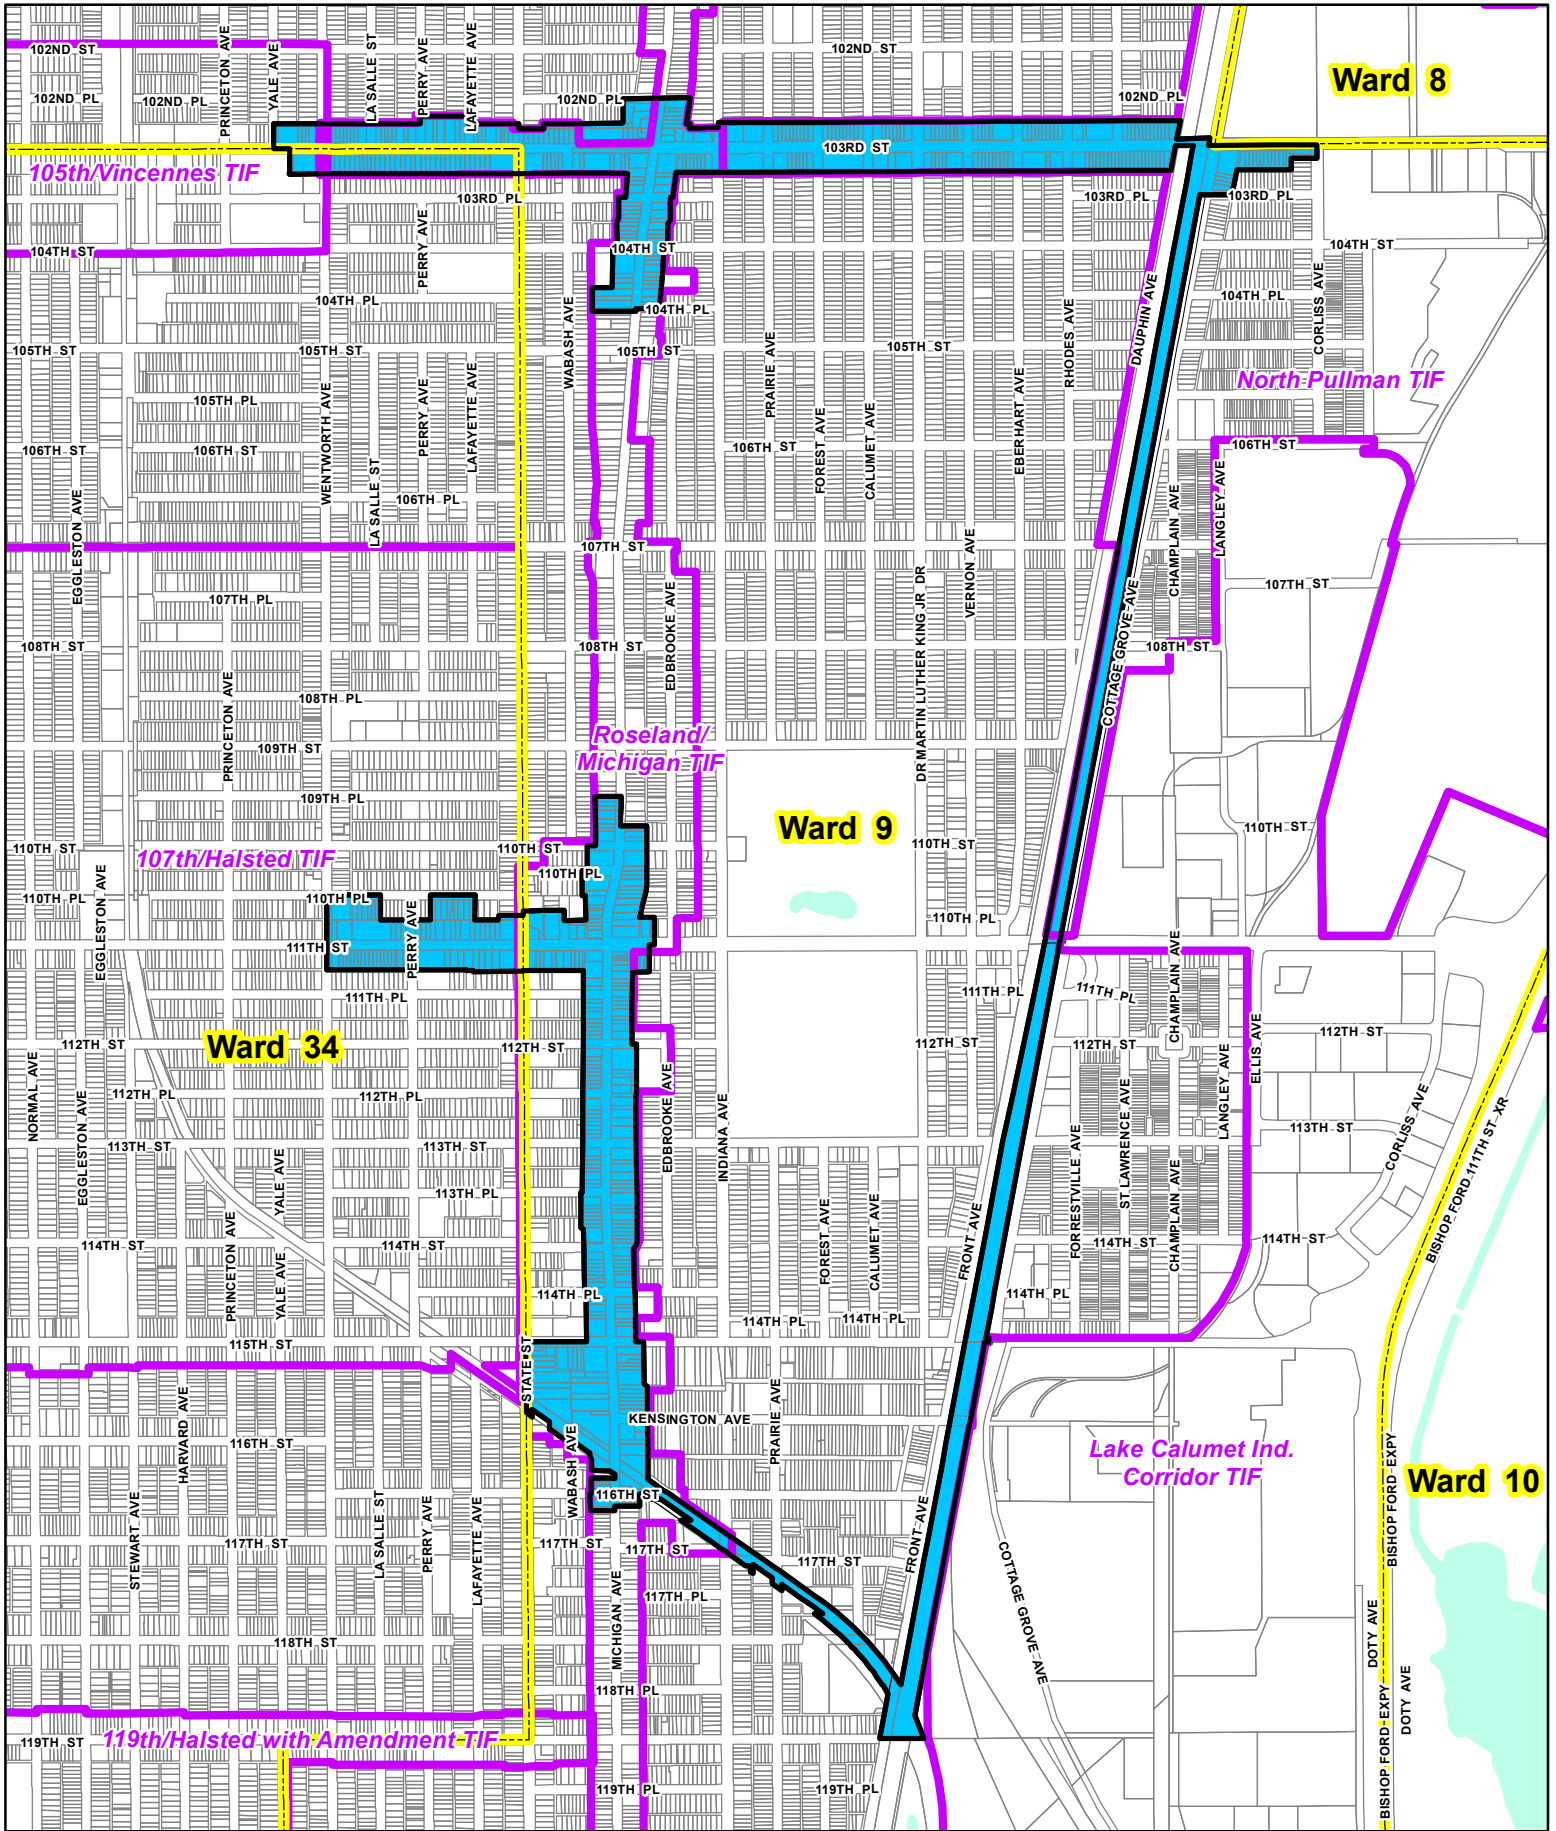 102ND ST
PRINCETON AVE
YALE AVE
LA SALLE ST
PERRY AVE
LAFAYETTE AVE
102ND ST
Ward 8
102ND PL
102ND PL
102ND PL
102ND PL
103RD ST
105th/Vincennes TIF
103RD PL
103RD PL
103RD PL
104TH ST
PERRY AVE
104TH ST
104TH ST
104TH PL
WABASH AVE
104TH PL
DAUPHIN AVE
104TH PL
CORLISS AVE
105TH ST
105TH ST
105TH ST
PRAIRIE AVE
105TH ST
RHODES AVE
North Pullman TIF
WENTWORTH AVE
105TH PL
PERRY AVE
LAFAYETTE AVE
FOREST AVE
CALUMET AVE
EBERHART AVE
106TH ST
106TH ST
106TH ST
106TH ST
EGGLESTON AVE
LA SALLE ST
106TH PL
107TH ST
VERNON AVE
CHAMPLAIN AVE
LANGLEY AVE
107TH PL
EDBROOKE AVE
DR MARTIN LUTHER KING JR DR
COTTAGE GROVE AVE
107TH ST
108TH ST
108TH ST
108TH ST
PRINCETON AVE
108TH PL
109TH ST
Roseland/
Michigan TIF
109TH PL
Ward 9
110TH ST
110TH ST
110TH ST
110TH ST
107th/Halsted TIF
EGGLESTON AVE
110TH PL
110TH PL
110TH PL
110TH PL
PERRY AVE
111TH ST
CHAMPLAIN AVE
111TH PL
111TH PL
111TH PL
Ward 34
NORMAL AVE
112TH ST
112TH ST
112TH ST
112TH ST
112TH ST
ELLIS AVE
EGGLESTON AVE
112TH PL
112TH PL
EDBROOKE AVE
INDIANA AVE
FORESTVILLE AVE
ST LAWRENCE AVE
LANGLEY AVE
CORLISS AVE
BISHOP FORD 111TH ST XR
113TH ST
113TH ST
113TH ST
YALE AVE
113TH PL
CHAMPLAIN AVE
PRINCETON AVE
YALE AVE
FOREST AVE
CALUMET AVE
FRONT AVE
114TH ST
114TH ST
114TH ST
114TH ST
114TH PL
114TH PL
114TH PL
114TH PL
115TH ST
STATE ST
HARVARD AVE
KENSINGTON AVE
PRAIRIE AVE
116TH ST
WABASH AVE
Lake Calumet Ind.
Corridor TIF
Ward 10
116TH ST
STEWART AVE
LA SALLE ST
PERRY AVE
LAFAYETTE AVE
117TH ST
117TH ST
117TH ST
117TH ST
FRONT AVE
COTTAGE GROVE AVE
BISHOP FORD EXPY
MICHIGAN AVE
117TH PL
118TH ST
118TH PL
DOTY AVE
DOTY AVE
119TH ST
119th/Halsted with Amendment TIF
119TH PL
119TH PL
BISHOP FORD EXPY